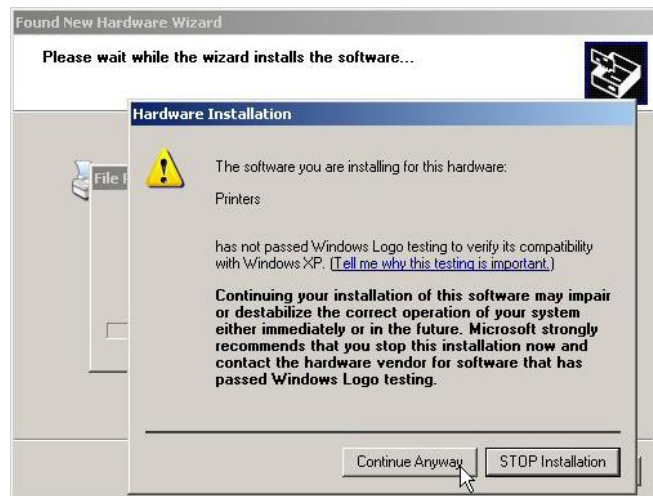 Found New Hardware Wizard
Please wait while the wizard installs the software...
Hardware Installation
File
The software you are installing for this hardware:
Printers
has not passed Windows Logo testing to verify its compatibility
with Windows XP. (Tell me why this testing is important.)
Continuing your installation of this software may impair
or destabilize the correct operation of your system
either immediately or in the future. Microsoft strongly
recommends that you stop this installation now and
contact the hardware vendor for software that has
passed Windows Logo testing.
Continue Anyway
STOP Installation